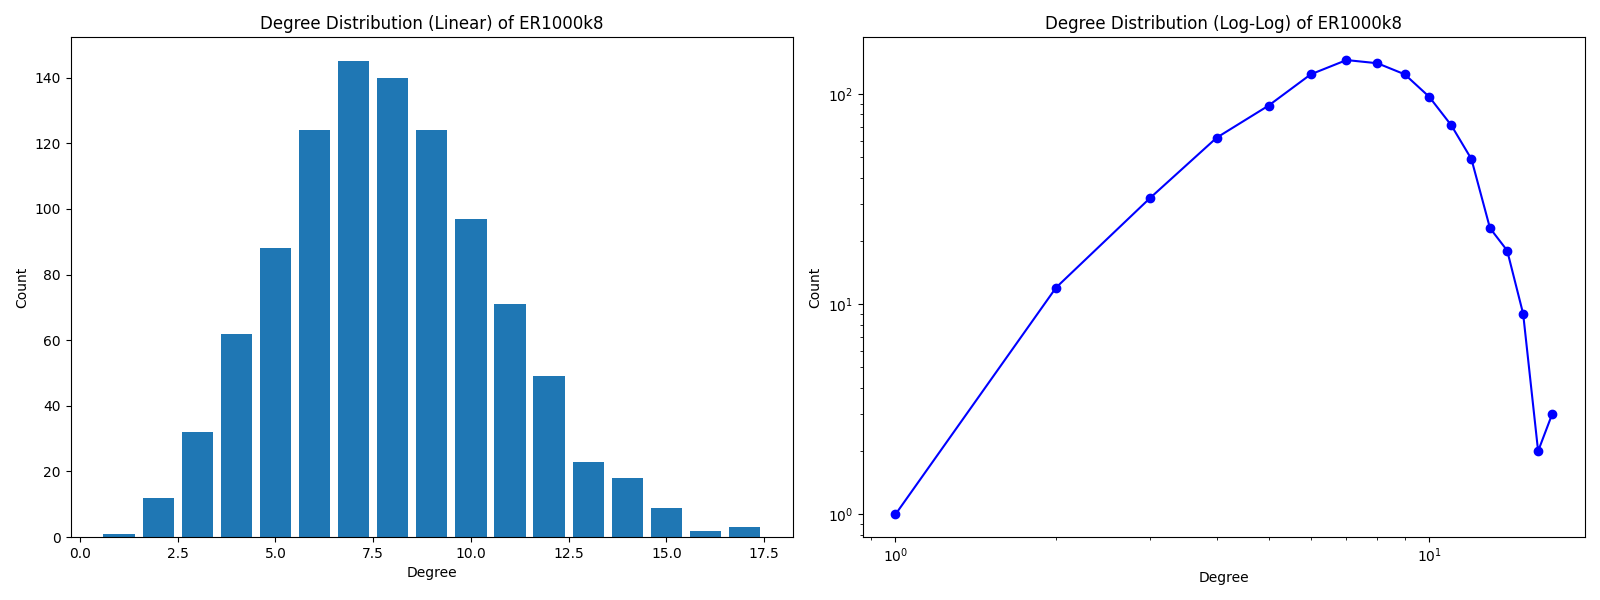 Degree Distribution (Linear) of ER1000k8
140
120
100
80
60
40
20
0
Count
0.0 2.5 5.0 7.5 10.0 12.5 15.0 17.5
Degree
Degree Distribution (Log-Log) of ER1000k8
10²
10¹
10⁰
Count
10⁰ 10¹
Degree